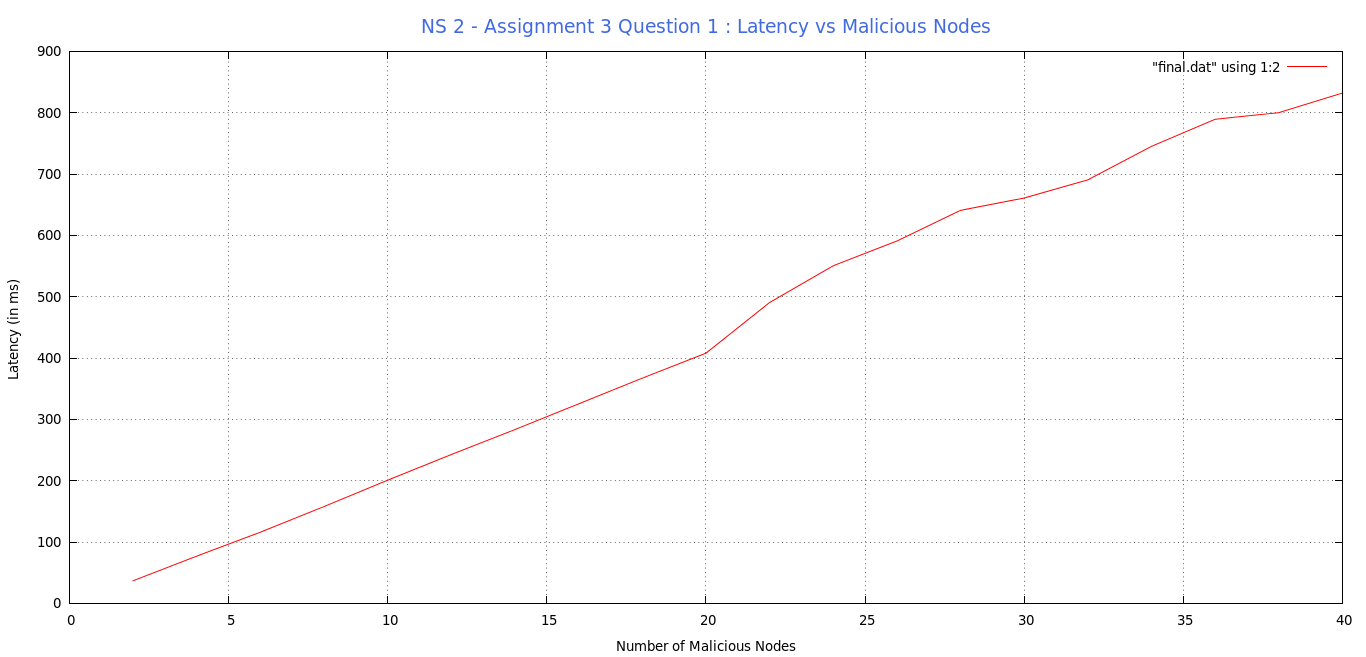 NS 2 - Assignment 3 Question 1 : Latency vs Malicious Nodes
"final.dat" using 1:2
900
800
700
600
500
400
300
200
100
0
Latency (in ms)
0 5 10 15 20 25 30 35 40
Number of Malicious Nodes